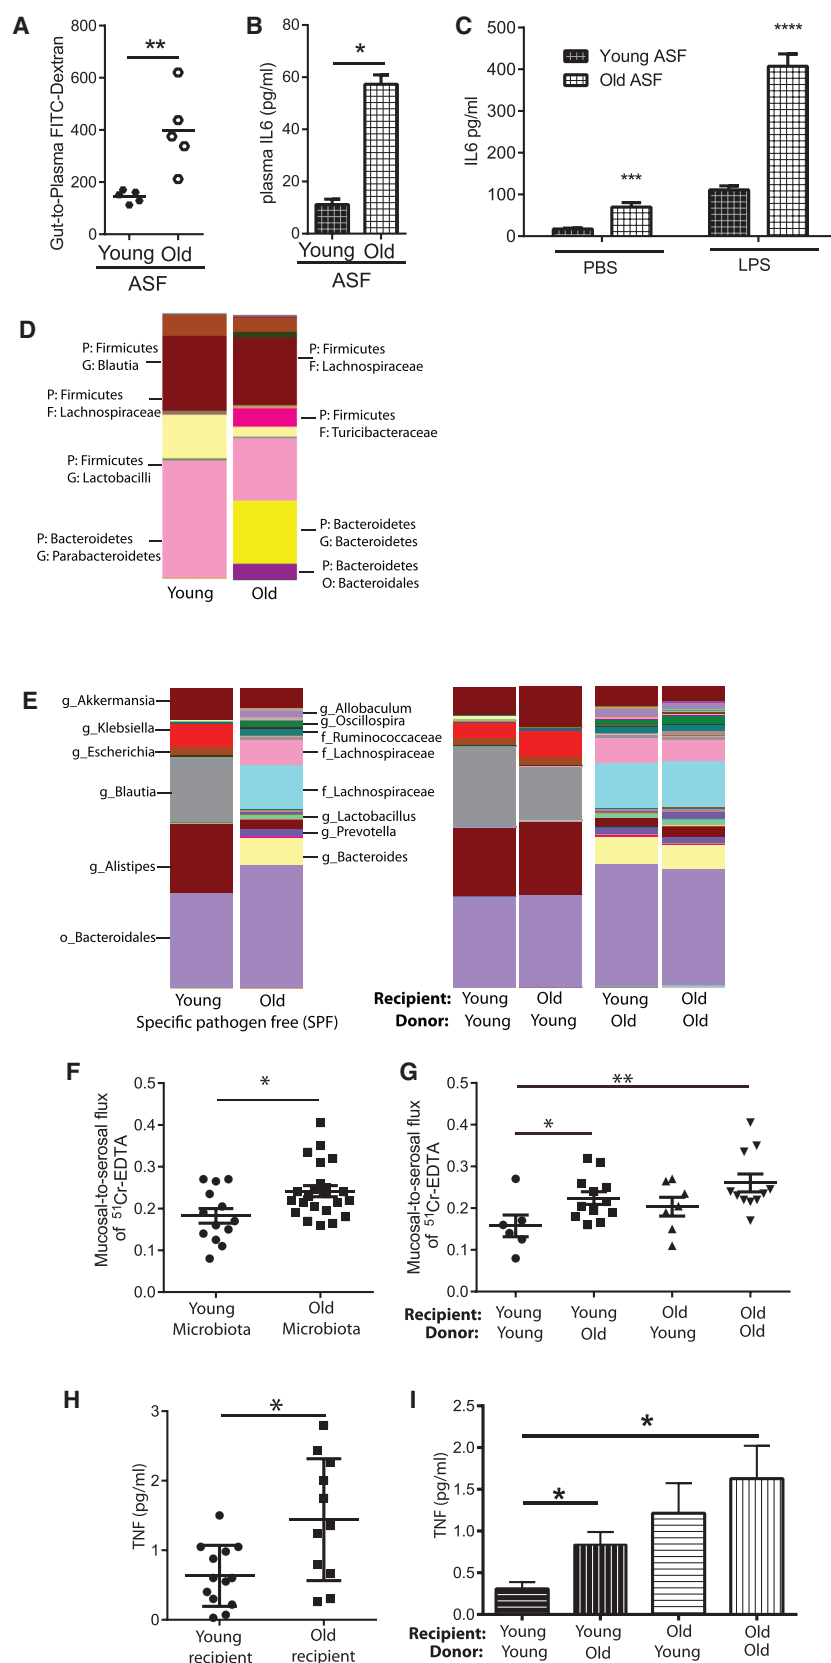 A
Gut-to-Plasma FITC-Dextran
800
600
400
200
0
**
Young Old
ASF
B
plasma IL6 (pg/ml)
80
60
40
20
0
*
Young Old
ASF
C
IL6 pg/ml
500
400
300
200
100
0
Young ASF
Old ASF
***
****
PBS
LPS
D
P: Firmicutes
G: Blautia
P: Firmicutes
F: Lachnospiraceae
P: Firmicutes
G: Lactobacilli
P: Bacteroidetes
G: Parabacteroidetes
P: Firmicutes
F: Lachnospiraceae
P: Firmicutes
F: Turicibacteraceae
P: Bacteroidetes
G: Bacteroidetes
P: Bacteroidetes
O: Bacteroidales
Young Old
E
g_Akkermansia
g_Klebsiella
g_Escherichia
g_Blautia
g_Alistipes
o_Bacteroidales
g_Allobaculum
g_Oscillospira
f_Ruminococcaceae
f_Lachnospiraceae
f_Lachnospiraceae
g_Lactobacillus
g_Prevotella
g_Bacteroides
Young Old
Specific pathogen free (SPF)
Recipient: Young Old Young Old
Donor: Young Young Old Old
F
Mucosal-to-serosal flux
of 51Cr-EDTA
0.5
0.4
0.3
0.2
0.1
0.0
*
Young Old
Microbiota Microbiota
G
Mucosal-to-serosal flux
of 51Cr-EDTA
0.5
0.4
0.3
0.2
0.1
0.0
**
*
Recipient: Young Young Old Old
Donor: Young Old Young Old
H
TNF (pg/ml)
3
2
1
0
*
Young Old
recipient recipient
I
TNF (pg/ml)
2.5
2.0
1.5
1.0
0.5
0.0
*
*
Recipient: Young Young Old Old
Donor: Young Old Young Old